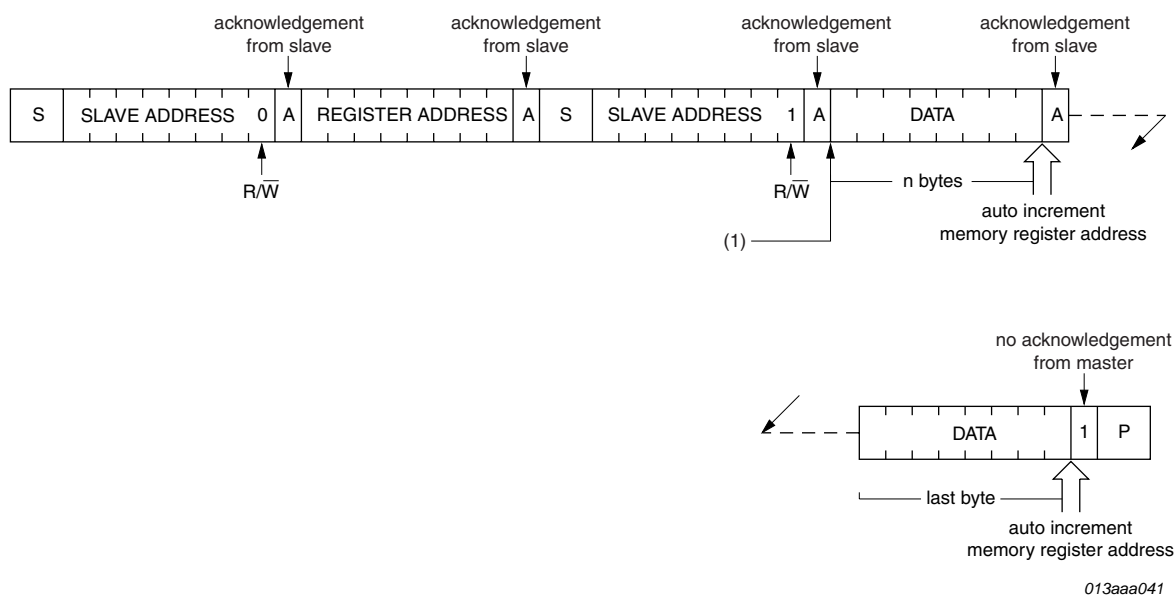 acknowledgement
from slave
acknowledgement
from slave
acknowledgement
from slave
acknowledgement
from slave
S SLAVE ADDRESS 0 A REGISTER ADDRESS A S SLAVE ADDRESS 1 A DATA A
R/W̅
R/W̅
n bytes
auto increment
memory register address
(1)
no acknowledgement
from master
DATA 1 P
last byte
auto increment
memory register address
013aaa041